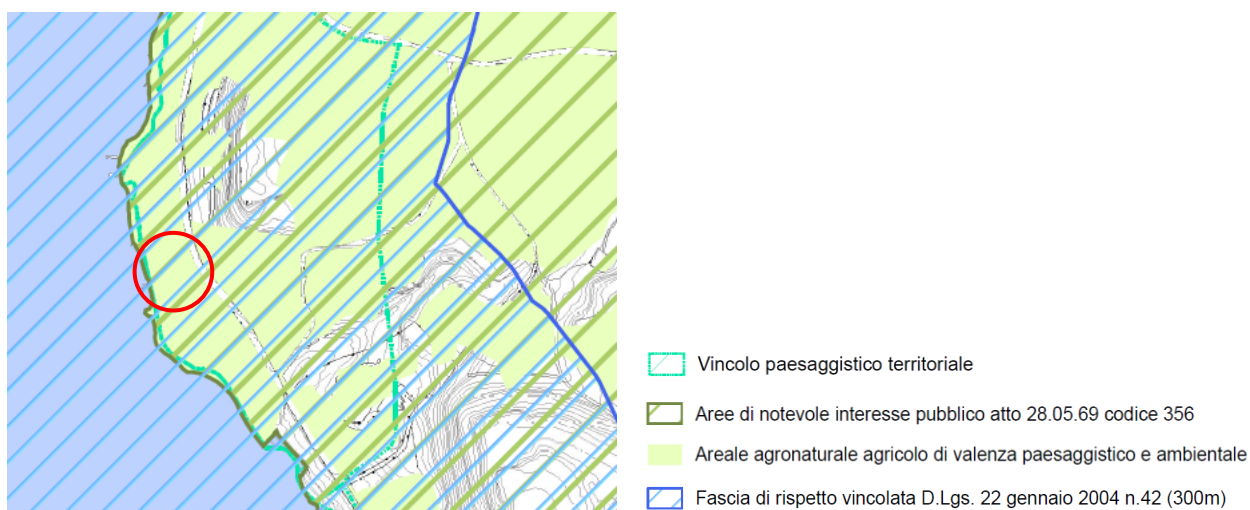 Vincolo paesaggistico territoriale
Aree di notevole interesse pubblico atto 28.05.69 codice 356
Areale agronaturale agricolo di valenza paesaggistico e ambientale
Fascia di rispetto vincolata D.Lgs. 22 gennaio 2004 n.42 (300m)